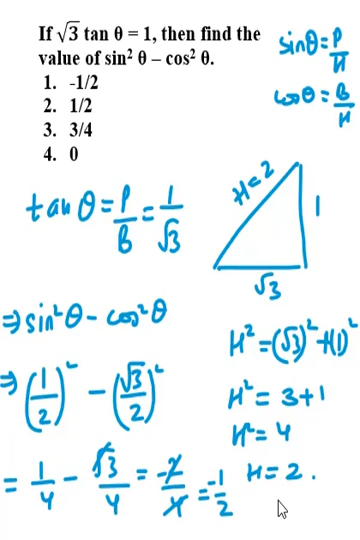 If √3 tan θ = 1, then find the
value of sin² θ – cos² θ.
1. -1/2
2. 1/2
3. 3/4
4. 0
sinθ = P/H
cosθ = B/H
tanθ = P/B = 1/√3
H = 2
1
√3
⇒ sin²θ – cos²θ
⇒ (1/2)² – (√3/2)²
= 1/4 – √3/4 = -2/4 = -1/2
H² = (√3)² + (1)²
H² = 3+1
H² = 4
H = 2.